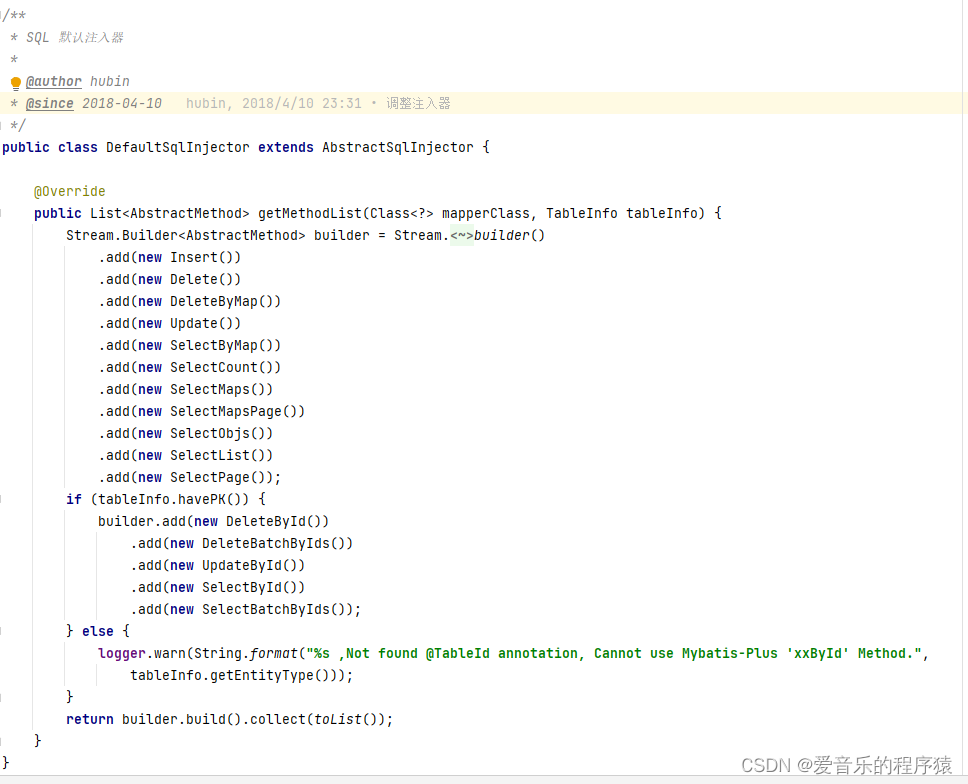 /**
 * SQL 默认注入器
 *
 * @author hubin
 * @since 2018-04-10 hubin, 2018/4/10 23:31 • 调整注入器
 */
public class DefaultSqlInjector extends AbstractSqlInjector {
    @Override
    public List<AbstractMethod> getMethodList(Class<?> mapperClass, TableInfo tableInfo) {
        Stream.Builder<AbstractMethod> builder = Stream.<~>builder()
            .add(new Insert())
            .add(new Delete())
            .add(new DeleteByMap())
            .add(new Update())
            .add(new SelectByMap())
            .add(new SelectCount())
            .add(new SelectMaps())
            .add(new SelectMapsPage())
            .add(new SelectObjs())
            .add(new SelectList())
            .add(new SelectPage());
        if (tableInfo.havePK()) {
            builder.add(new DeleteById())
                .add(new DeleteBatchByIds())
                .add(new UpdateById())
                .add(new SelectById())
                .add(new SelectBatchByIds());
        } else {
            logger.warn(String.format("%s ,Not found @TableId annotation, Cannot use Mybatis-Plus 'xxById' Method.",
                tableInfo.getEntityType()));
        }
        return builder.build().collect(toList());
    }
}
CSDN @爱音乐的程序猿